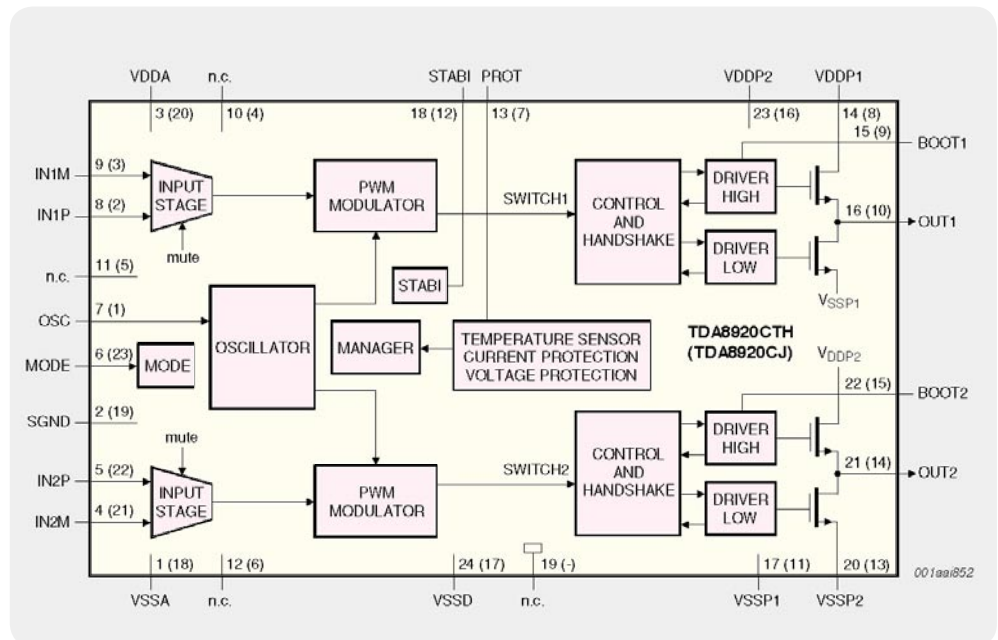 VDDA n.c. STABI PROT VDDP2 VDDP1
3 (20) 10 (4) 18 (12) 13 (7) 23 (16) 14 (8)
15 (9) BOOT1
IN1M 9 (3)
INPUT STAGE
PWM MODULATOR
SWITCH1
CONTROL AND HANDSHAKE
DRIVER HIGH
IN1P 8 (2)
16 (10) OUT1
mute
DRIVER LOW
n.c. 11 (5)
STABI
VSSP1
OSC 7 (1)
OSCILLATOR
MANAGER
TEMPERATURE SENSOR
CURRENT PROTECTION
VOLTAGE PROTECTION
TDA8920CTH
(TDA8920CJ)
VDDP2
MODE 6 (23)
MODE
22 (15) BOOT2
SGND 2 (19)
mute
IN2P 5 (22)
INPUT STAGE
PWM MODULATOR
SWITCH2
CONTROL AND HANDSHAKE
DRIVER HIGH
21 (14) OUT2
IN2M 4 (21)
DRIVER LOW
1 (18) 12 (6) 24 (17) 19 (-) 17 (11) 20 (13)
001aai852
VSSA n.c. VSSD n.c. VSSP1 VSSP2